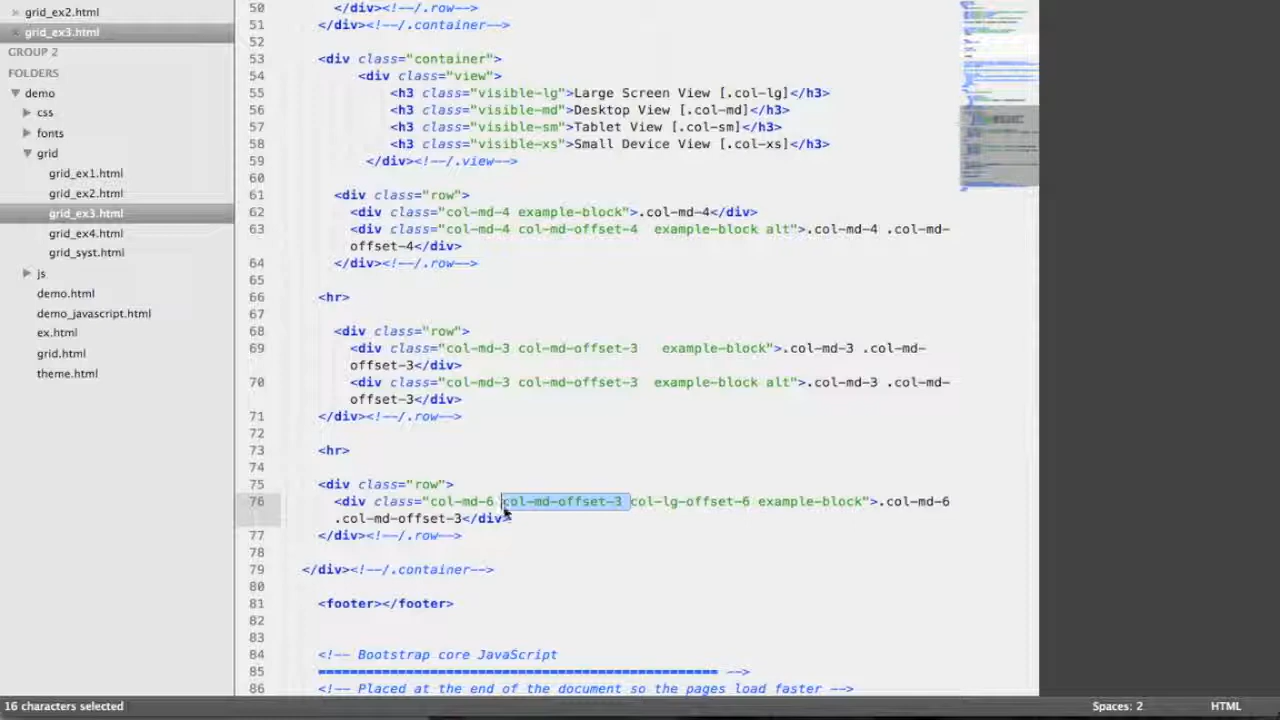 grid_ex2.html
grid_ex3.html
GROUP 2
FOLDERS
demo
css
fonts
grid
grid_ex1.html
grid_ex2.html
grid_ex3.html
grid_ex4.html
grid_syst.html
js
demo.html
demo_javascript.html
ex.html
grid.html
theme.html
50 </div><!--/.row-->
51 </div><!--/.container-->
52
53 <div class="container">
54 <div class="view">
55 <h3 class="visible-lg">Large Screen View [.col-lg]</h3>
56 <h3 class="visible-md">Desktop View [.col-md]</h3>
57 <h3 class="visible-sm">Tablet View [.col-sm]</h3>
58 <h3 class="visible-xs">Small Device View [.col-xs]</h3>
59 </div><!--/.view-->
60
61 <div class="row">
62 <div class="col-md-4 example-block">.col-md-4</div>
63 <div class="col-md-4 col-md-offset-4  example-block alt">.col-md-4 .col-md-
offset-4</div>
64 </div><!--/.row-->
65
66 <hr>
67
68 <div class="row">
69 <div class="col-md-3 col-md-offset-3   example-block">.col-md-3 .col-md-
offset-3</div>
70 <div class="col-md-3 col-md-offset-3  example-block alt">.col-md-3 .col-md-
offset-3</div>
71 </div><!--/.row-->
72
73 <hr>
74
75 <div class="row">
76 <div class="col-md-6 col-md-offset-3 col-lg-offset-6 example-block">.col-md-6
.col-md-offset-3</div>
77 </div><!--/.row-->
78
79 </div><!--/.container-->
80
81 <footer></footer>
82
83
84 <!-- Bootstrap core JavaScript
85 ================================================== -->
86 <!-- Placed at the end of the document so the pages load faster -->
16 characters selected
Spaces: 2
HTML